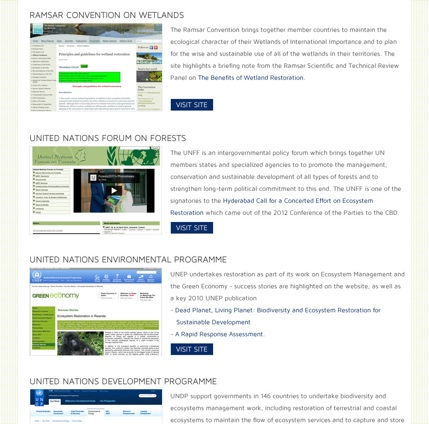 RAMSAR CONVENTION ON WETLANDS
The Ramsar Convention brings together member countries to maintain the
ecological character of their Wetlands of International Importance and to plan
for the wise and sustainable use of all of the wetlands in their territories. The
site highlights a briefing note from the Ramsar Scientific and Technical Review
Panel on The Benefits of Wetland Restoration.
VISIT SITE
UNITED NATIONS FORUM ON FORESTS
The UNFF is an intergovernmental policy forum which brings together UN
members states and specialized agencies to to promote the management,
conservation and sustainable development of all types of forests and to
strengthen long-term political commitment to this end. The UNFF is one of the
signatories to the Hyderabad Call for a Concerted Effort on Ecosystem
Restoration which came out of the 2012 Conference of the Parties to the CBD.
VISIT SITE
UNITED NATIONS ENVIRONMENTAL PROGRAMME
UNEP undertakes restoration as part of its work on Ecosystem Management and
the Green Economy - success stories are highlighted on the website, as well as
a key 2010 UNEP publication
- Dead Planet, Living Planet: Biodiversity and Ecosystem Restoration for
Sustainable Development
- A Rapid Response Assessment.
GREEN economy
Ecosystem Restoration in Rwanda
VISIT SITE
UNITED NATIONS DEVELOPMENT PROGRAMME
UNDP supports governments in 146 countries to undertake biodiversity and
ecosystems management work, including restoration of terrestrial and coastal
ecosystems to maintain the flow of ecosystem services and to capture and store